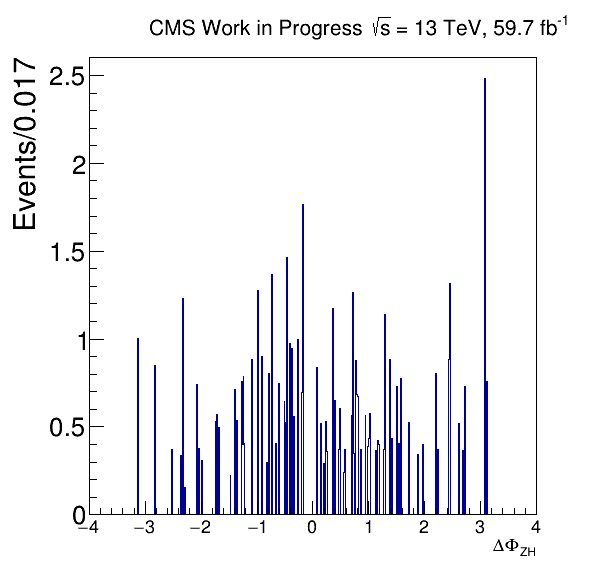 CMS Work in Progress √s = 13 TeV, 59.7 fb⁻¹
Events/0.017
2.5
2
1.5
1
0.5
0
−4 −3 −2 −1 0 1 2 3 4
ΔΦ_ZH